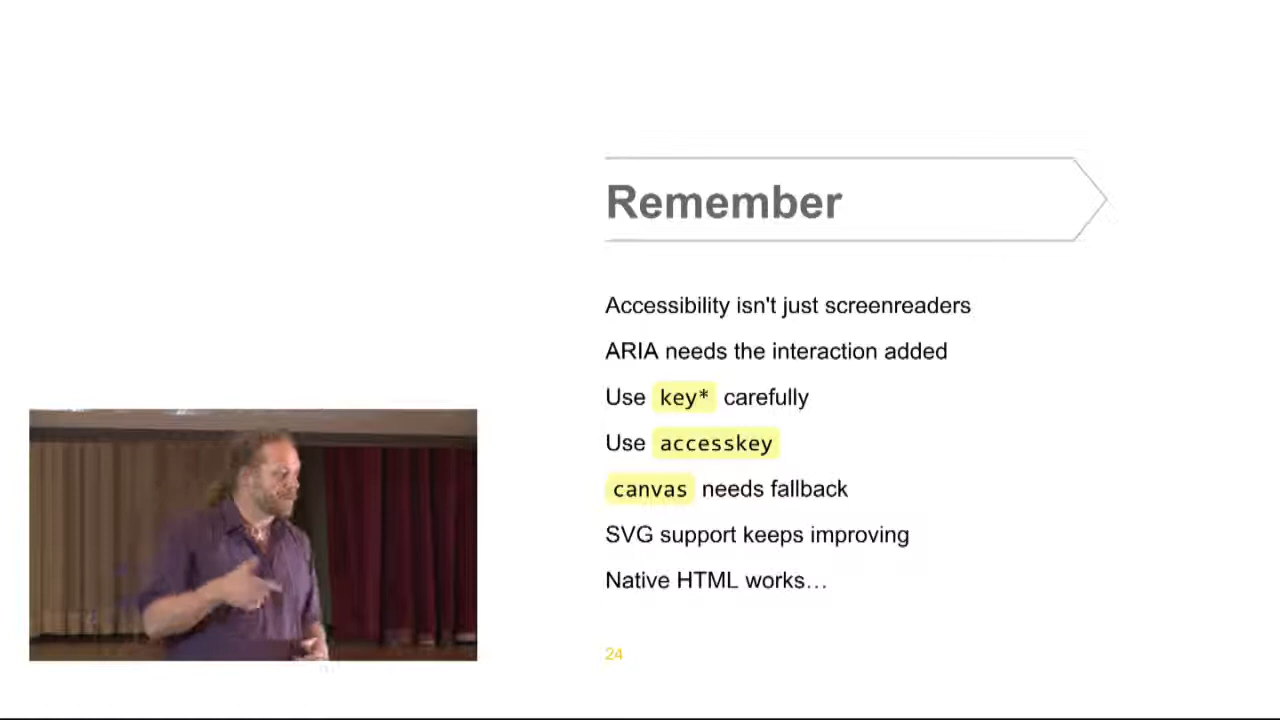 Remember
Accessibility isn't just screenreaders
ARIA needs the interaction added
Use key* carefully
Use accesskey
canvas needs fallback
SVG support keeps improving
Native HTML works…
24